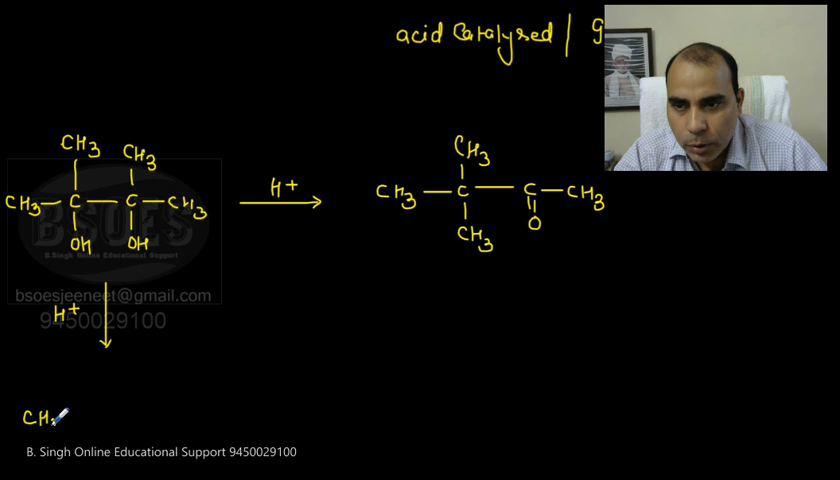 acid Catalysed / g
CH3 CH3
CH3—C—C—CH3
OH OH
H+
CH3
CH3—C—C—CH3
CH3 O
BSOES
B.Singh Online Educational Support
bsoesjeeneet@gmail.com
9450029100
H+
CH3
B. Singh Online Educational Support 9450029100